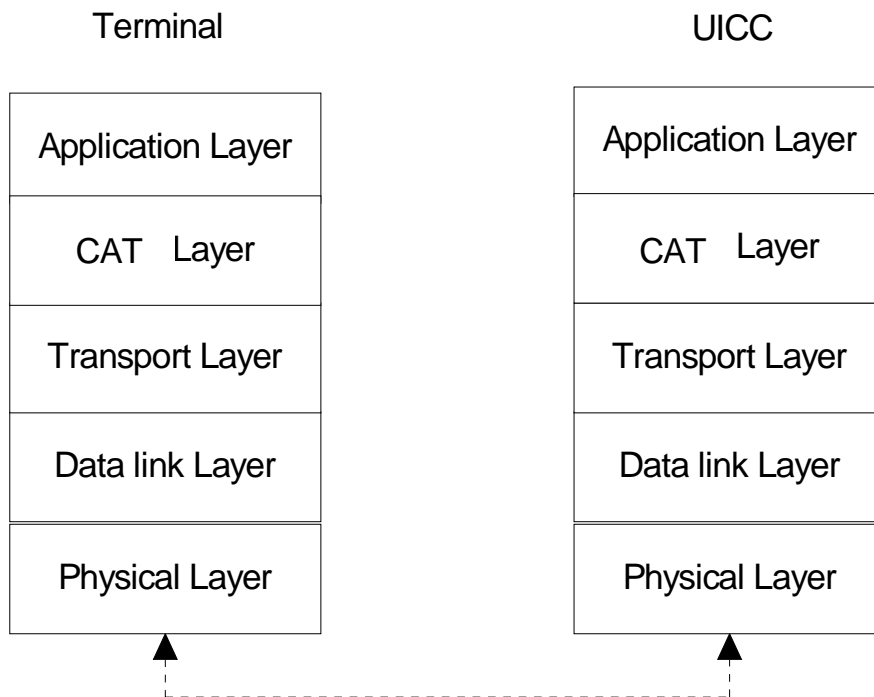 Terminal
UICC
Application Layer
Application Layer
CAT Layer
CAT Layer
Transport Layer
Transport Layer
Data link Layer
Data link Layer
Physical Layer
Physical Layer